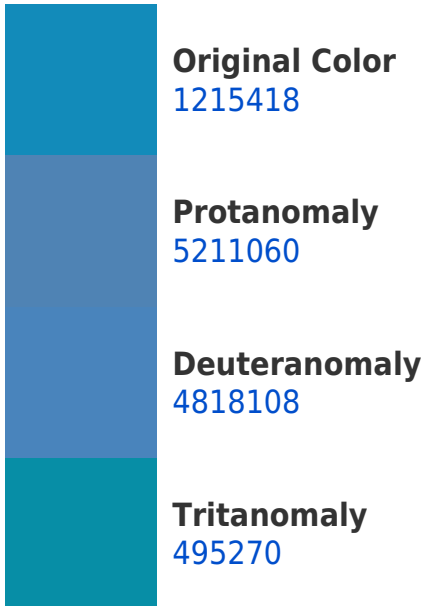 Original Color
1215418
Protanomaly
5211060
Deuteranomaly
4818108
Tritanomaly
495270